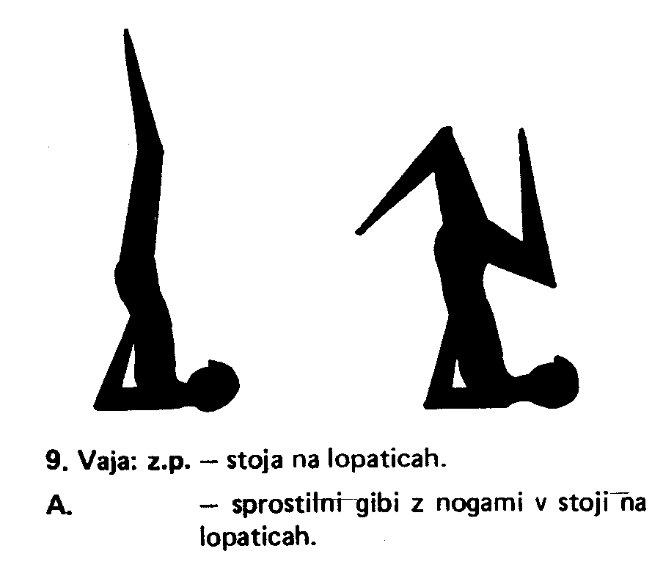 9. Vaja: z.p. — stoja na lopaticah.
A. — sprostilni gibi z nogami v stoji na
lopaticah.